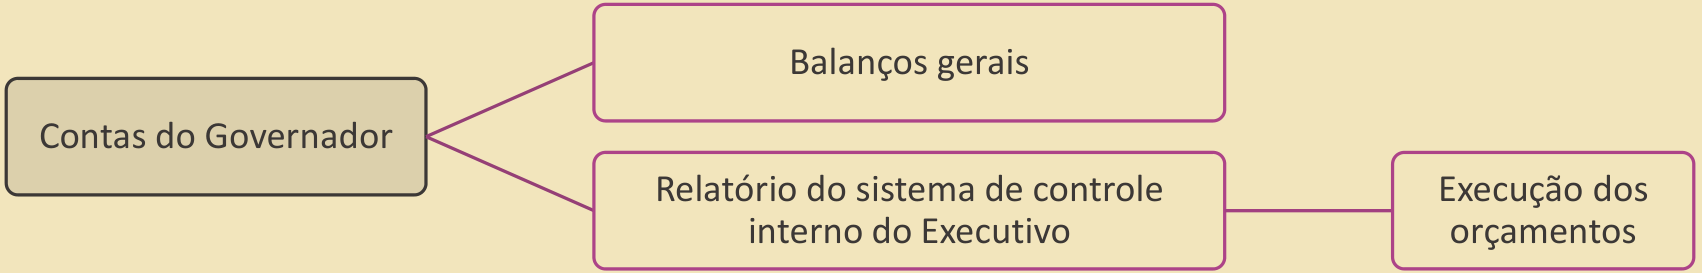 Contas do Governador
Balanços gerais
Relatório do sistema de controle
interno do Executivo
Execução dos
orçamentos